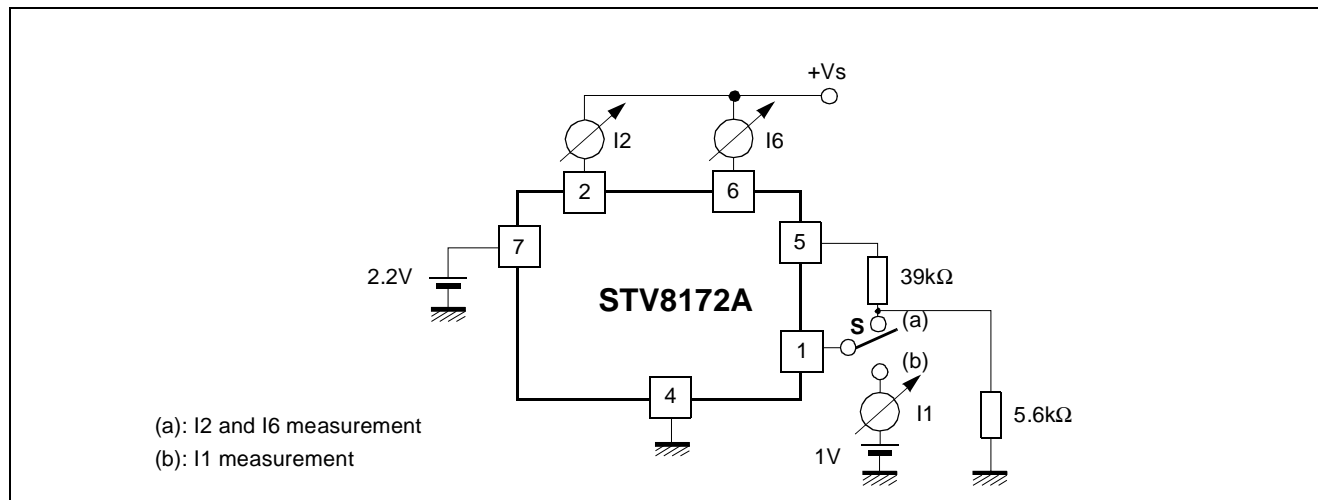 +Vs
I2
I6
2
6
7
5
2.2V
39kΩ
STV8172A
S
(a)
1
(b)
4
I1
5.6kΩ
(a): I2 and I6 measurement
(b): I1 measurement
1V